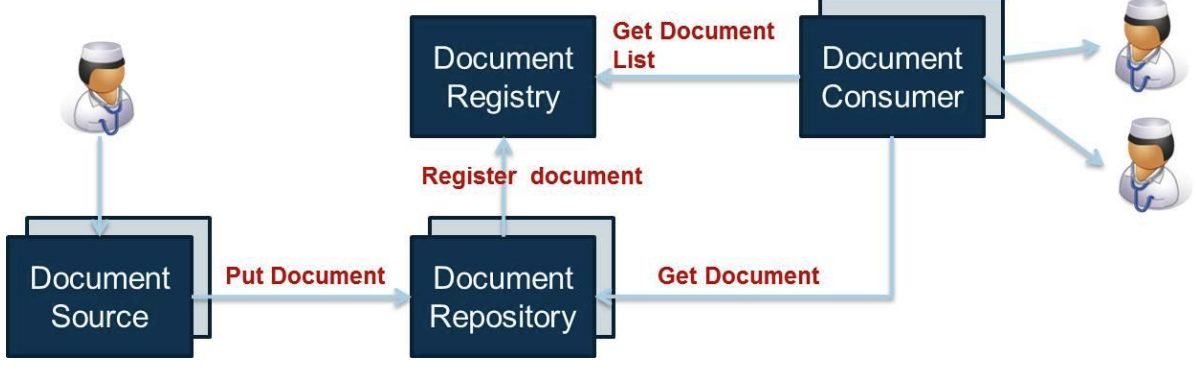 Document
Registry
Get Document
List
Document
Consumer
Register document
Document
Source
Put Document
Document
Repository
Get Document